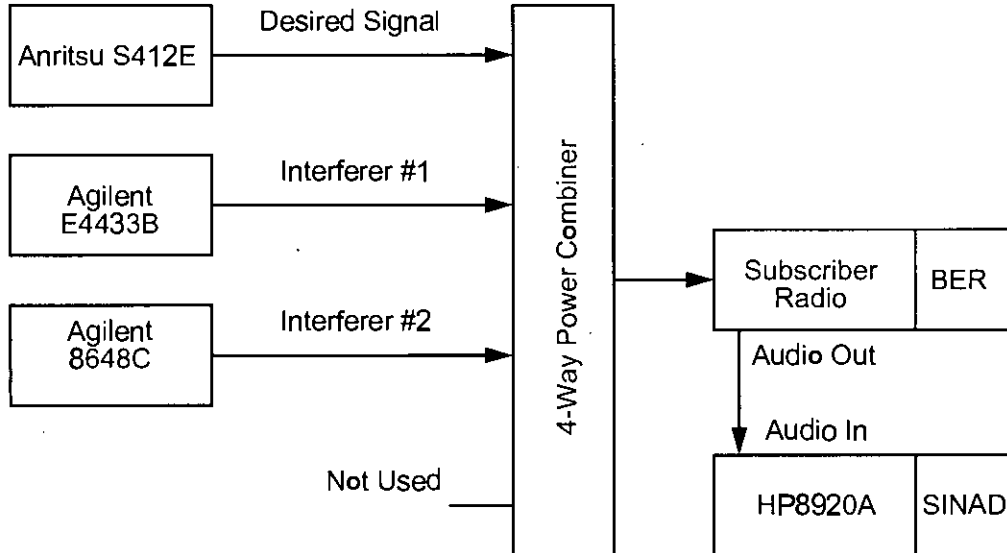 Desired Signal
Anritsu S412E
Interferer #1
Agilent
E4433B
Interferer #2
Agilent
8648C
Not Used
4-Way Power Combiner
Subscriber
Radio
BER
Audio Out
Audio In
HP8920A
SINAD